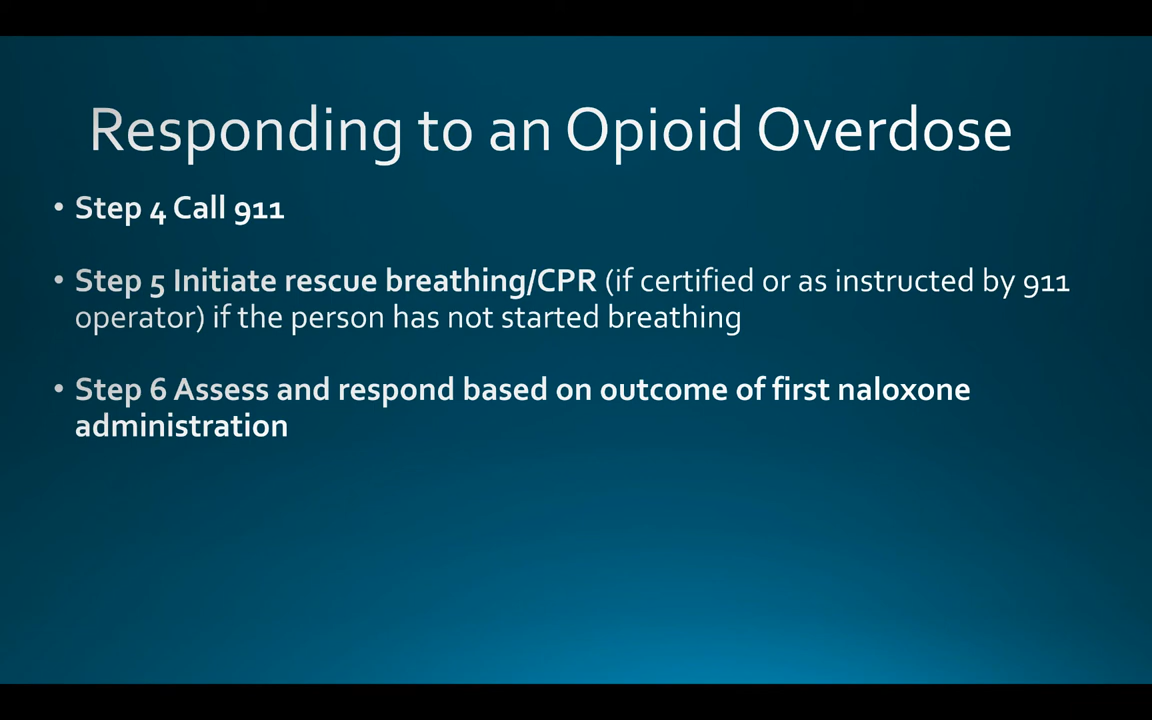 Responding to an Opioid Overdose
• Step 4 Call 911
• Step 5 Initiate rescue breathing/CPR (if certified or as instructed by 911
operator) if the person has not started breathing
• Step 6 Assess and respond based on outcome of first naloxone
administration